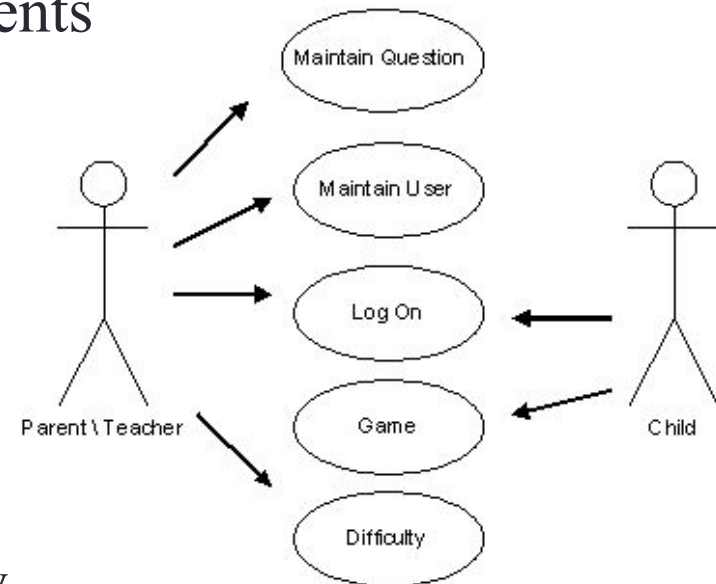 ents
Maintain Question
Maintain User
Log On
Parent \ Teacher
Game
Child
Difficulty